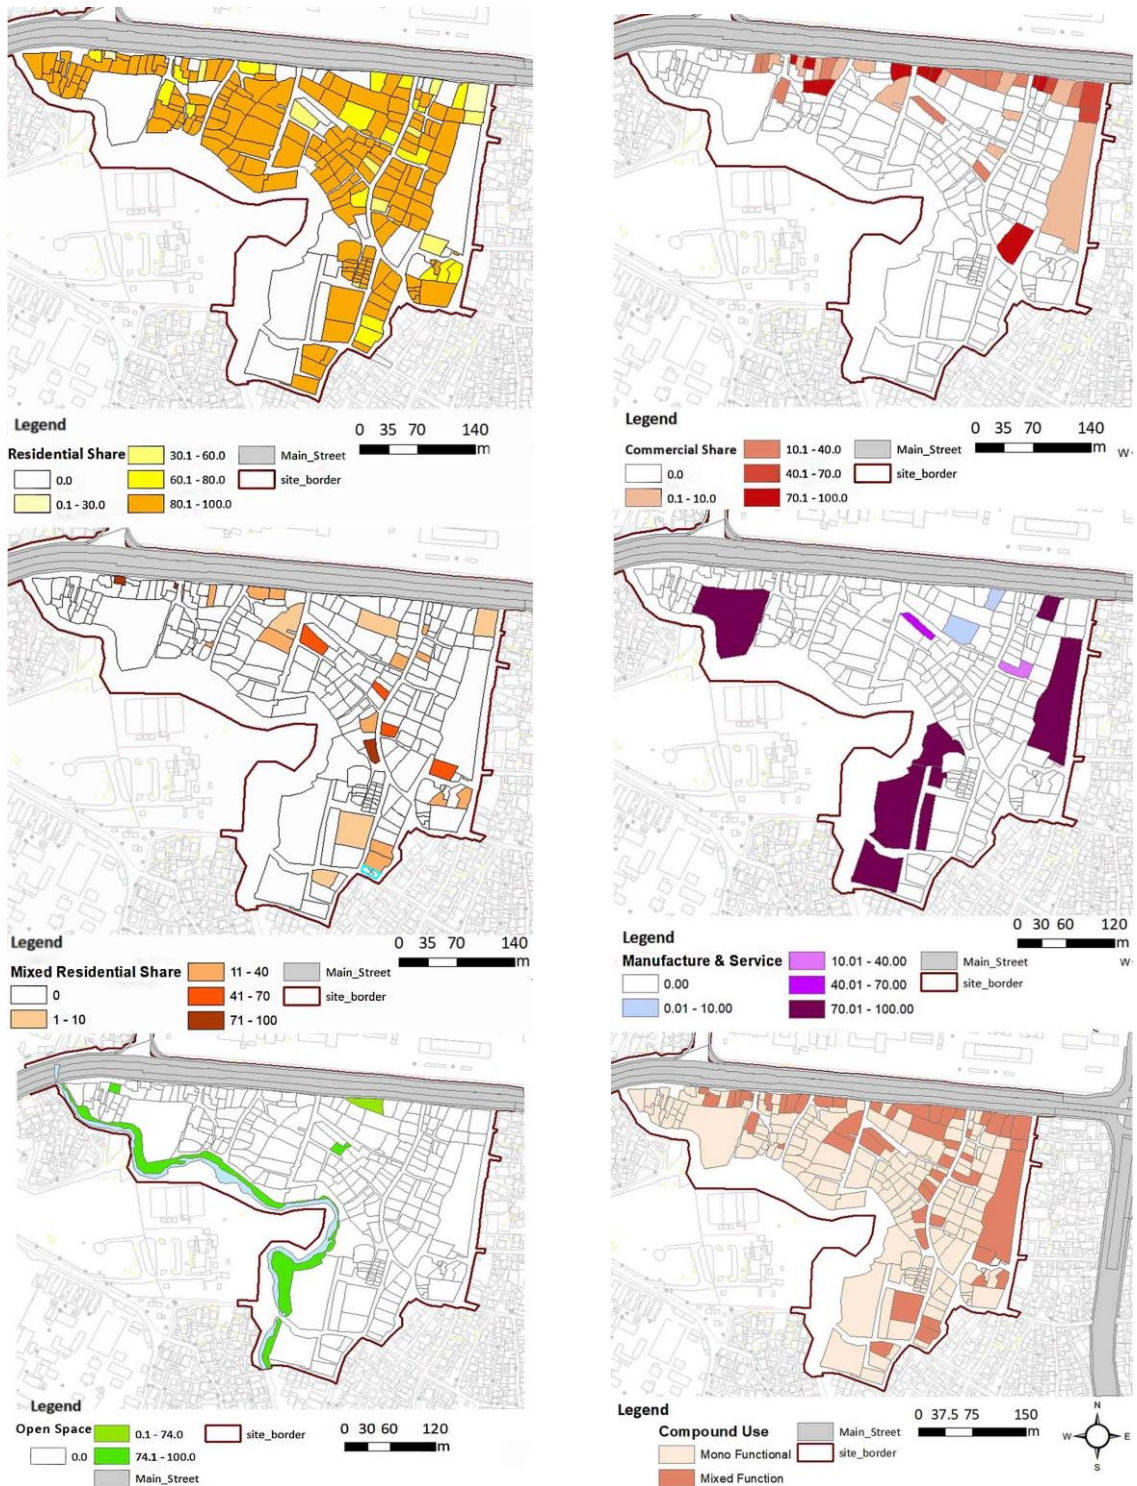 Legend
0 35 70 140
m
Residential Share
30.1 - 60.0
Main_Street
0.0
60.1 - 80.0
site_border
0.1 - 30.0
80.1 - 100.0
Legend
0 35 70 140
m
W
Commercial Share
10.1 - 40.0
Main_Street
0.0
40.1 - 70.0
site_border
0.1 - 10.0
70.1 - 100.0
Legend
0 35 70 140
m
Mixed Residential Share
11 - 40
Main_Street
0
41 - 70
site_border
1 - 10
71 - 100
Legend
0 30 60 120
m
W
Manufacture & Service
10.01 - 40.00
Main_Street
0.00
40.01 - 70.00
site_border
0.01 - 10.00
70.01 - 100.00
Legend
0 30 60 120
m
Open Space
0.1 - 74.0
site_border
0.0
74.1 - 100.0
Main_Street
Legend
0 37.5 75 150
m
Compound Use
Main_Street
Mono Functional
site_border
Mixed Function
N
W E
S